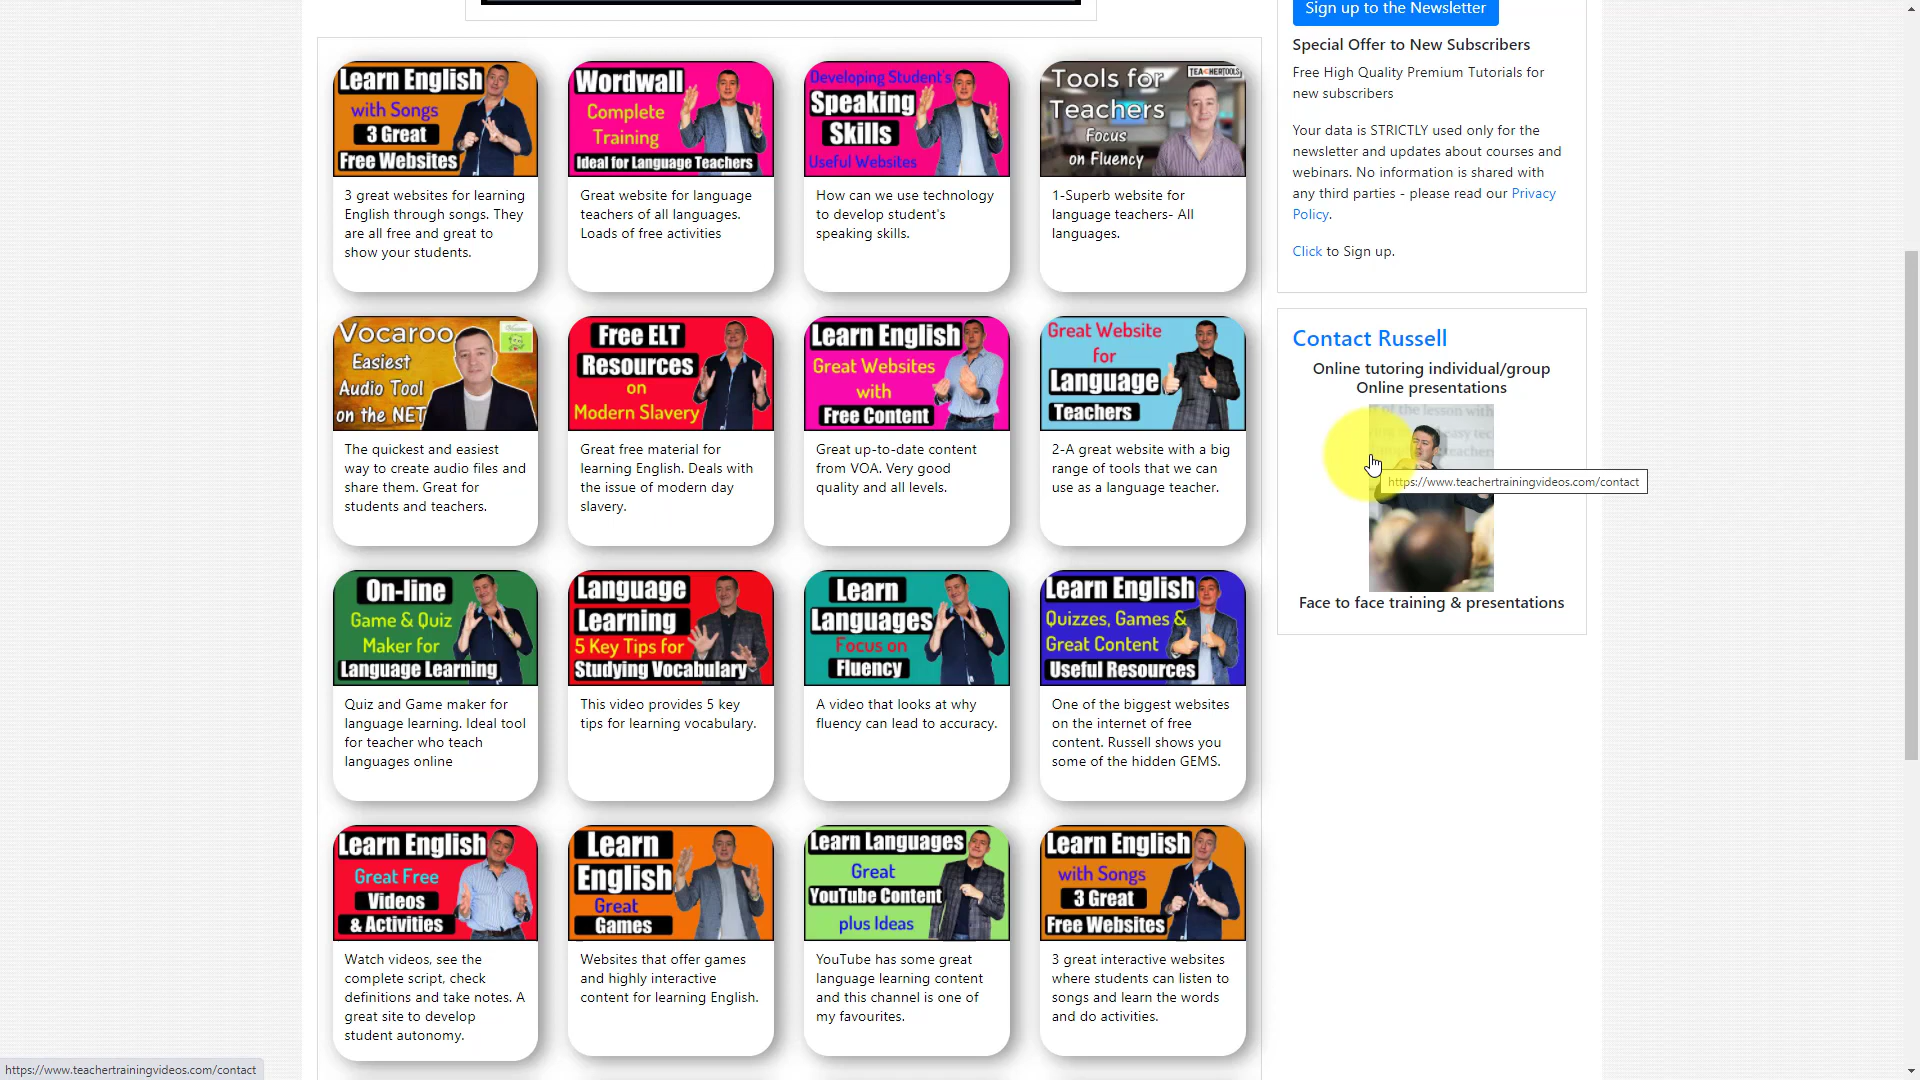 Sign up to the Newsletter
Special Offer to New Subscribers
Free High Quality Premium Tutorials for
new subscribers
Your data is STRICTLY used only for the
newsletter and updates about courses and
webinars. No information is shared with
any third parties - please read our Privacy
Policy.
Click to Sign up.
Contact Russell
Online tutoring individual/group
Online presentations
https://www.teachertrainingvideos.com/contact
Face to face training & presentations
Learn English
with Songs
3 Great
Free Websites
3 great websites for learning
English through songs. They
are all free and great to
show your students.
Wordwall
Complete
Training
Ideal for Language Teachers
Great website for language
teachers of all languages.
Loads of free activities
Developing Student's
Speaking
Skills
Useful Websites
How can we use technology
to develop student's
speaking skills.
Tools for
Teachers
Focus
on Fluency
TEACHERTOOLS
1-Superb website for
language teachers- All
languages.
Vocaroo
Easiest
Audio Tool
on the NET
The quickest and easiest
way to create audio files and
share them. Great for
students and teachers.
Free ELT
Resources
on
Modern Slavery
Great free material for
learning English. Deals with
the issue of modern day
slavery.
Learn English
Great Websites
with
Free Content
Great up-to-date content
from VOA. Very good
quality and all levels.
Great Website
for
Language
Teachers
2-A great website with a big
range of tools that we can
use as a language teacher.
On-line
Game & Quiz
Maker for
Language Learning
Quiz and Game maker for
language learning. Ideal tool
for teacher who teach
languages online
Language
Learning
5 Key Tips for
Studying Vocabulary
This video provides 5 key
tips for learning vocabulary.
Learn
Languages
Focus on
Fluency
A video that looks at why
fluency can lead to accuracy.
Learn English
Quizzes, Games &
Great Content
Useful Resources
One of the biggest websites
on the internet of free
content. Russell shows you
some of the hidden GEMS.
Learn English
Great Free
Videos
& Activities
Watch videos, see the
complete script, check
definitions and take notes. A
great site to develop
student autonomy.
Learn
English
Great
Games
Websites that offer games
and highly interactive
content for learning English.
Learn Languages
Great
YouTube Content
plus Ideas
YouTube has some great
language learning content
and this channel is one of
my favourites.
Learn English
with Songs
3 Great
Free Websites
3 great interactive websites
where students can listen to
songs and learn the words
and do activities.
https://www.teachertrainingvideos.com/contact